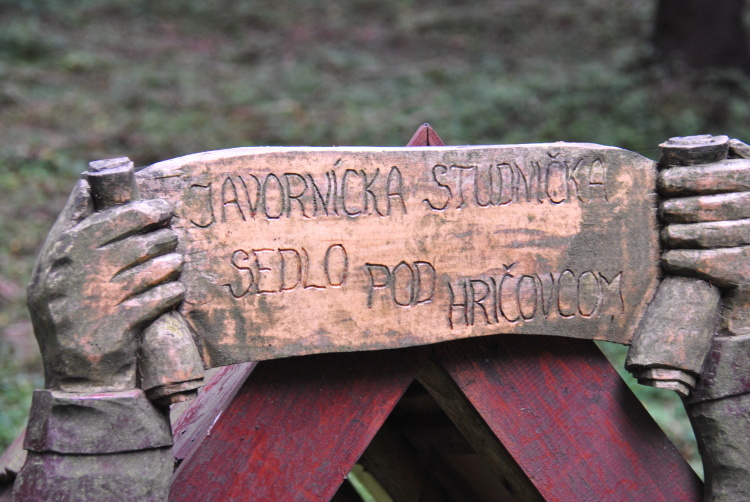 JAVORNÍCKA STUDNIČKA
SEDLO POD HRIČOVCOM